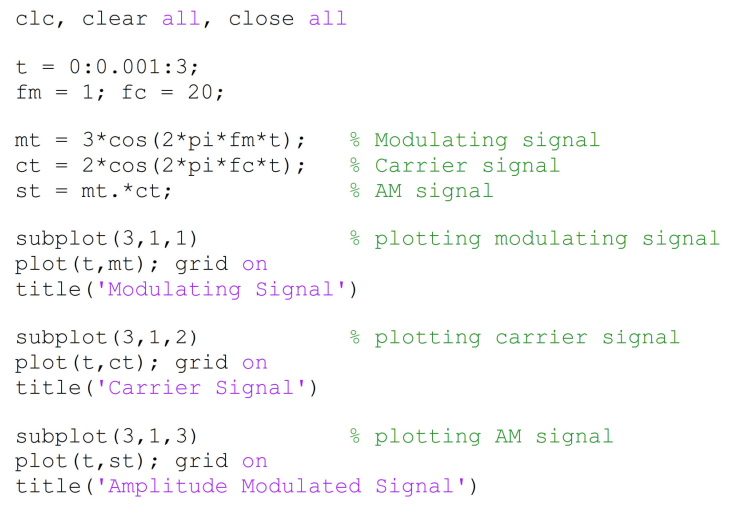 clc, clear all, close all
t = 0:0.001:3;
fm = 1; fc = 20;
mt = 3*cos(2*pi*fm*t);   % Modulating signal
ct = 2*cos(2*pi*fc*t);   % Carrier signal
st = mt.*ct;             % AM signal
subplot(3,1,1)           % plotting modulating signal
plot(t,mt); grid on
title('Modulating Signal')
subplot(3,1,2)           % plotting carrier signal
plot(t,ct); grid on
title('Carrier Signal')
subplot(3,1,3)           % plotting AM signal
plot(t,st); grid on
title('Amplitude Modulated Signal')